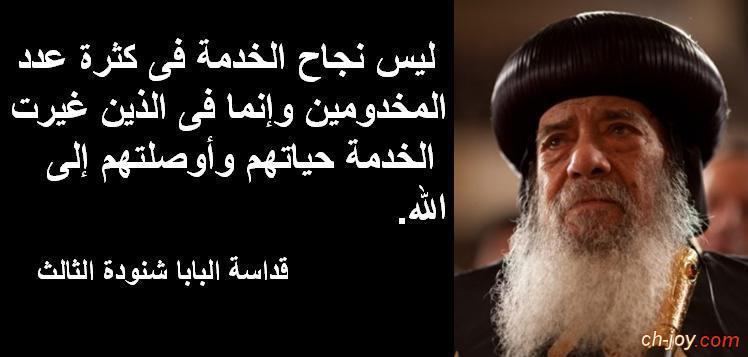 ليس نجاح الخدمة فى كثرة عدد
المخدومين وإنما فى الذين غيرت
الخدمة حياتهم وأوصلتهم إلى
الله.
قداسة البابا شنودة الثالث
ch-joy.com